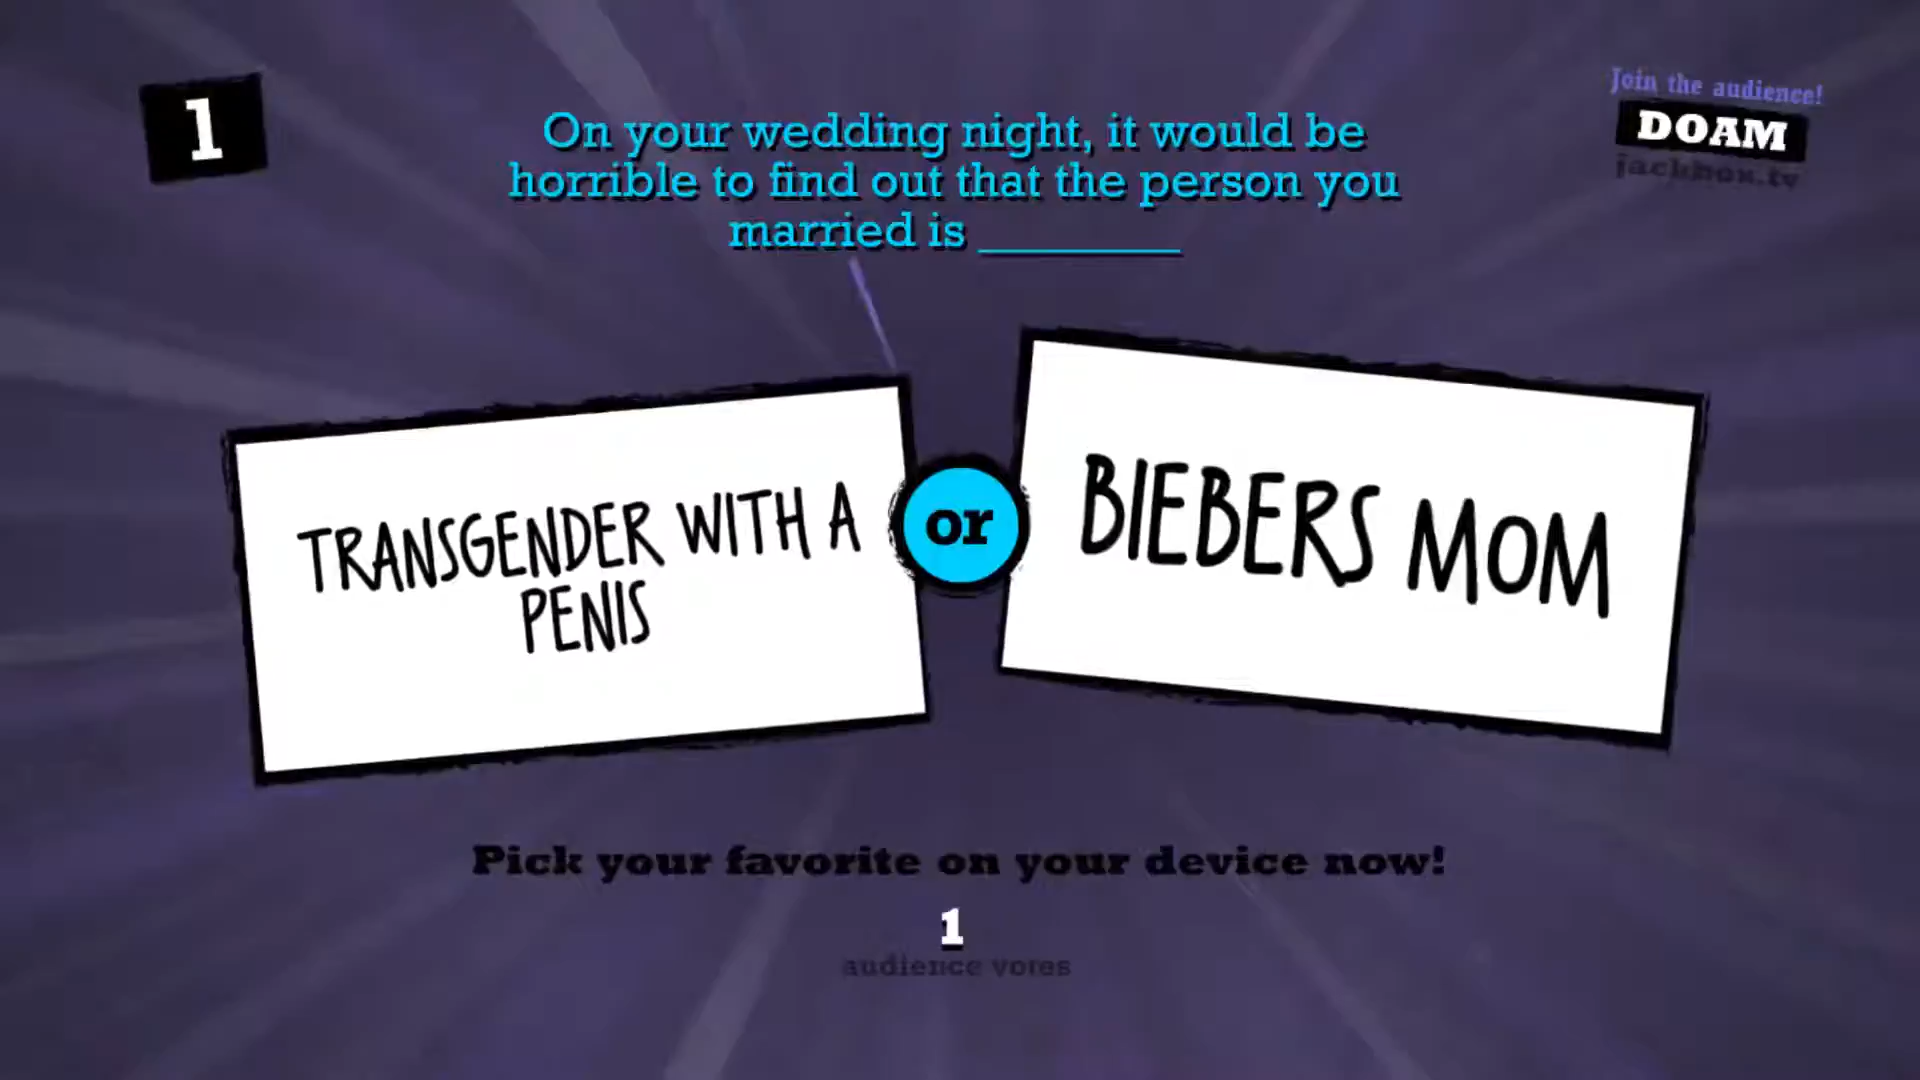 1
Join the audience!
DOAM
jackbox.tv
On your wedding night, it would be
horrible to find out that the person you
married is ________
TRANSGENDER WITH A
PENIS
or
BIEBERS MOM
Pick your favorite on your device now!
1
audience votes